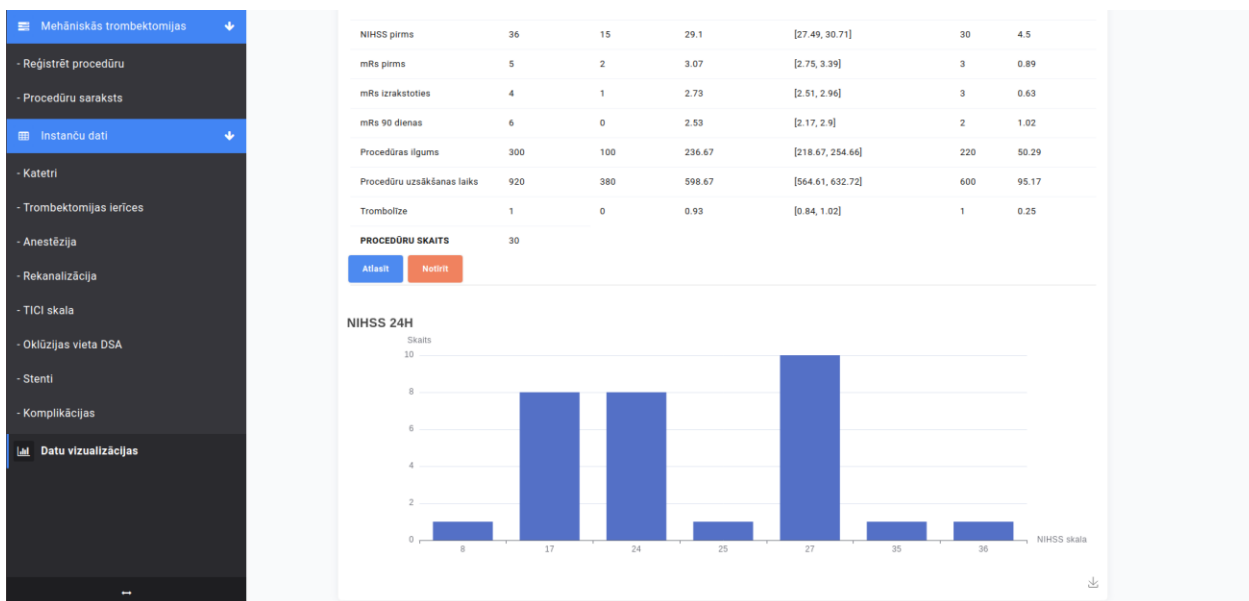 Mehāniskās trombektomijas
- Reģistrēt procedūru
- Procedūru saraksts
Instanču dati
- Katetri
- Trombektomijas ierīces
- Anestēzija
- Rekanalizācija
- TICI skala
- Oklūzijas vieta DSA
- Stenti
- Komplikācijas
Datu vizualizācijas
NIHSS pirms 36 15 29.1 [27.49, 30.71] 30 4.5
mRs pirms 5 2 3.07 [2.75, 3.39] 3 0.89
mRs izrakstoties 4 1 2.73 [2.51, 2.96] 3 0.63
mRs 90 dienas 6 0 2.53 [2.17, 2.9] 2 1.02
Procedūras ilgums 300 100 236.67 [218.67, 254.66] 220 50.29
Procedūru uzsākšanas laiks 920 380 598.67 [564.61, 632.72] 600 95.17
Trombolīze 1 0 0.93 [0.84, 1.02] 1 0.25
PROCEDŪRU SKAITS 30
Atlasīt Notīrīt
NIHSS 24H
Skaits
10
8
6
4
2
0
8 17 24 25 27 35 36 NIHSS skala